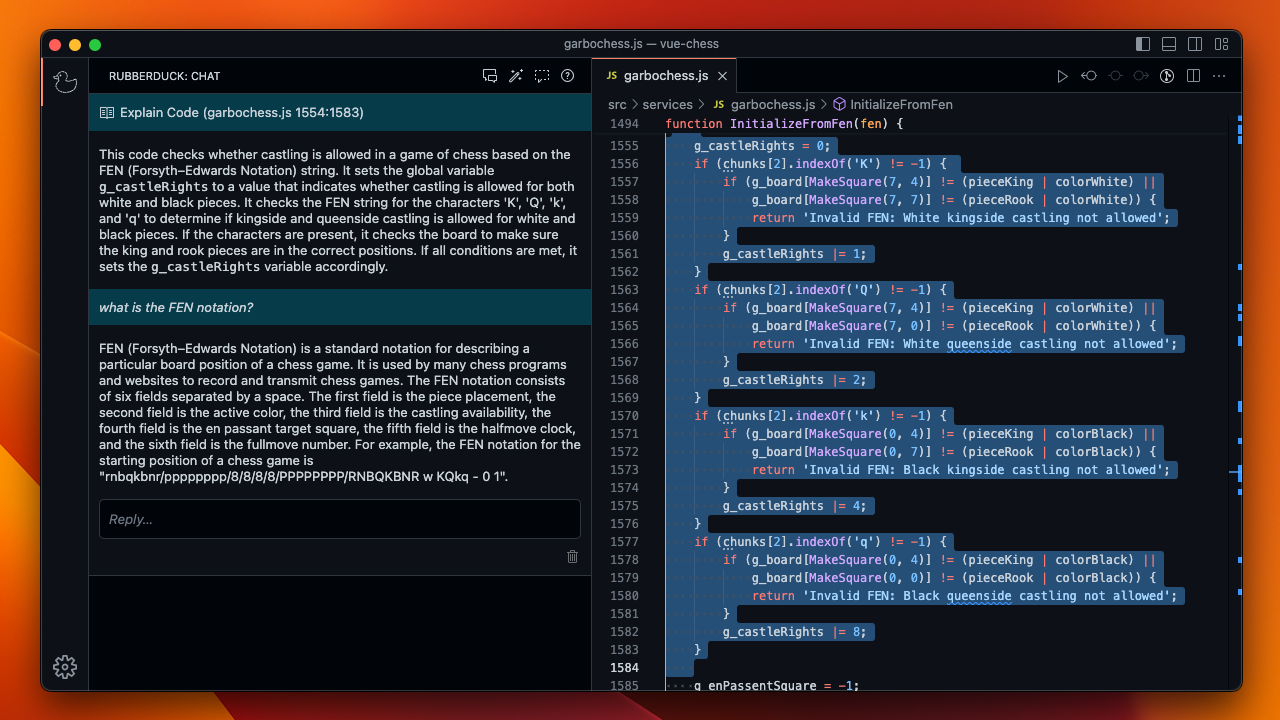 garbochess.js — vue-chess
RUBBERDUCK: CHAT
Explain Code (garbochess.js 1554:1583)
This code checks whether castling is allowed in a game of chess based on the
FEN (Forsyth–Edwards Notation) string. It sets the global variable
g_castleRights to a value that indicates whether castling is allowed for both
white and black pieces. It checks the FEN string for the characters 'K', 'Q', 'k',
and 'q' to determine if kingside and queenside castling is allowed for white and
black pieces. If the characters are present, it checks the board to make sure
the king and rook pieces are in the correct positions. If all conditions are met, it
sets the g_castleRights variable accordingly.
what is the FEN notation?
FEN (Forsyth–Edwards Notation) is a standard notation for describing a
particular board position of a chess game. It is used by many chess programs
and websites to record and transmit chess games. The FEN notation consists
of six fields separated by a space. The first field is the piece placement, the
second field is the active color, the third field is the castling availability, the
fourth field is the en passant target square, the fifth field is the halfmove clock,
and the sixth field is the fullmove number. For example, the FEN notation for the
starting position of a chess game is
"rnbqkbnr/pppppppp/8/8/8/8/PPPPPPPP/RNBQKBNR w KQkq - 0 1".
Reply...
JS garbochess.js
src > services > JS garbochess.js > InitializeFromFen
1494 function InitializeFromFen(fen) {
1555 g_castleRights = 0;
1556 if (chunks[2].indexOf('K') != -1) {
1557 if (g_board[MakeSquare(7, 4)] != (pieceKing | colorWhite) ||
1558 g_board[MakeSquare(7, 7)] != (pieceRook | colorWhite)) {
1559 return 'Invalid FEN: White kingside castling not allowed';
1560 }
1561 g_castleRights |= 1;
1562 }
1563 if (chunks[2].indexOf('Q') != -1) {
1564 if (g_board[MakeSquare(7, 4)] != (pieceKing | colorWhite) ||
1565 g_board[MakeSquare(7, 0)] != (pieceRook | colorWhite)) {
1566 return 'Invalid FEN: White queenside castling not allowed';
1567 }
1568 g_castleRights |= 2;
1569 }
1570 if (chunks[2].indexOf('k') != -1) {
1571 if (g_board[MakeSquare(0, 4)] != (pieceKing | colorBlack) ||
1572 g_board[MakeSquare(0, 7)] != (pieceRook | colorBlack)) {
1573 return 'Invalid FEN: Black kingside castling not allowed';
1574 }
1575 g_castleRights |= 4;
1576 }
1577 if (chunks[2].indexOf('q') != -1) {
1578 if (g_board[MakeSquare(0, 4)] != (pieceKing | colorBlack) ||
1579 g_board[MakeSquare(0, 0)] != (pieceRook | colorBlack)) {
1580 return 'Invalid FEN: Black queenside castling not allowed';
1581 }
1582 g_castleRights |= 8;
1583 }
1584
1585 g_enPassentSquare = -1;